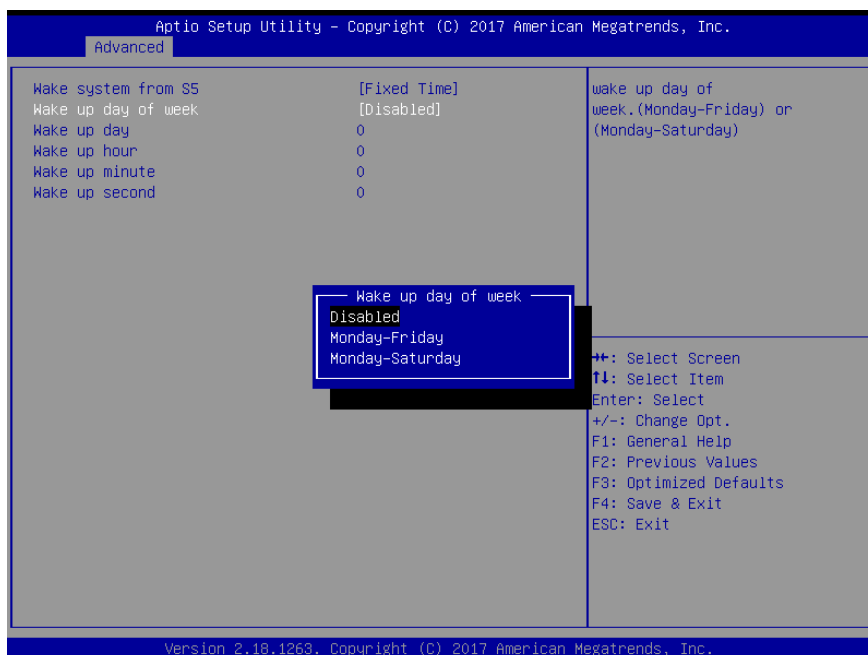 Aptio Setup Utility – Copyright (C) 2017 American Megatrends, Inc.
Advanced
Wake system from S5 [Fixed Time]
Wake up day of week [Disabled]
Wake up day 0
Wake up hour 0
Wake up minute 0
Wake up second 0
wake up day of
week.(Monday-Friday) or
(Monday-Saturday)
Wake up day of week
Disabled
Monday-Friday
Monday-Saturday
→←: Select Screen
↑↓: Select Item
Enter: Select
+/-: Change Opt.
F1: General Help
F2: Previous Values
F3: Optimized Defaults
F4: Save & Exit
ESC: Exit
Version 2.18.1263. Copyright (C) 2017 American Megatrends, Inc.